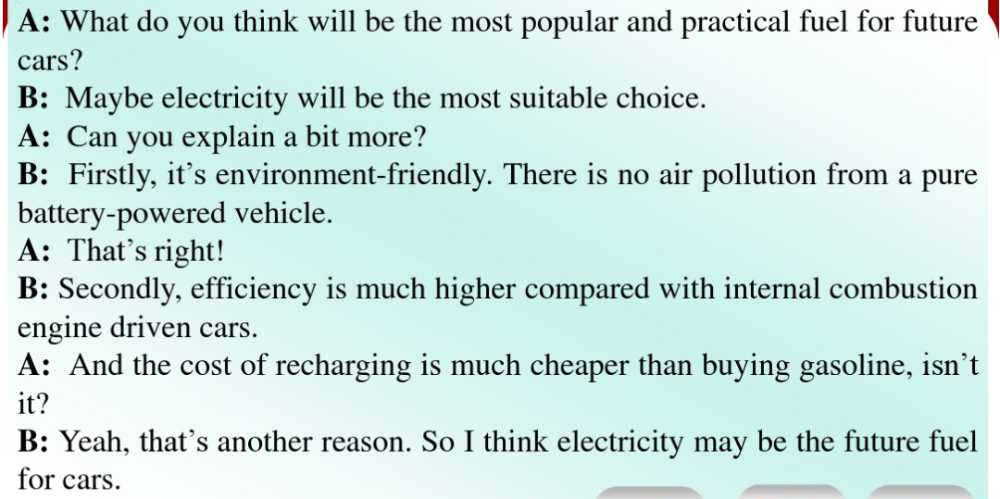 A: What do you think will be the most popular and practical fuel for future
cars?
B: Maybe electricity will be the most suitable choice.
A: Can you explain a bit more?
B: Firstly, it’s environment-friendly. There is no air pollution from a pure
battery-powered vehicle.
A: That’s right!
B: Secondly, efficiency is much higher compared with internal combustion
engine driven cars.
A: And the cost of recharging is much cheaper than buying gasoline, isn’t
it?
B: Yeah, that’s another reason. So I think electricity may be the future fuel
for cars.